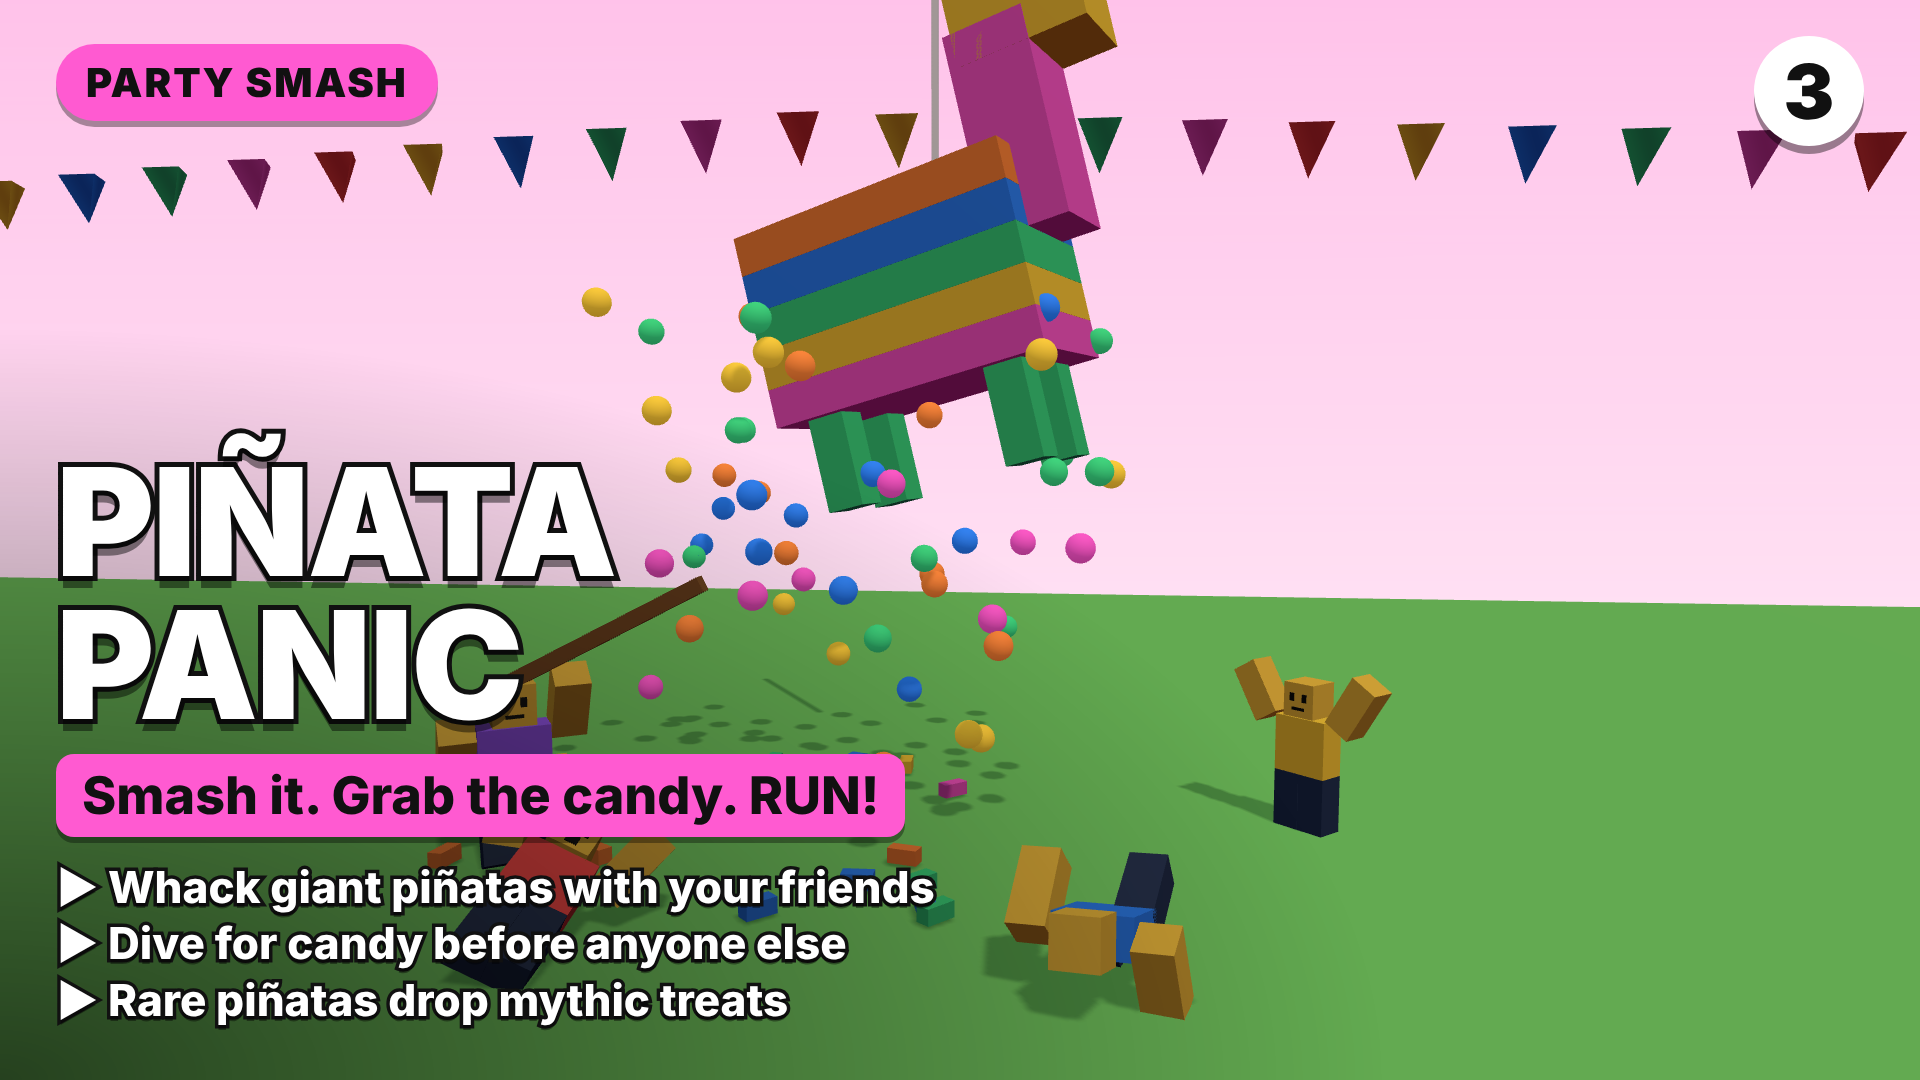 PARTY SMASH
3
PIÑATA
PANIC
Smash it. Grab the candy. RUN!
▶ Whack giant piñatas with your friends
▶ Dive for candy before anyone else
▶ Rare piñatas drop mythic treats